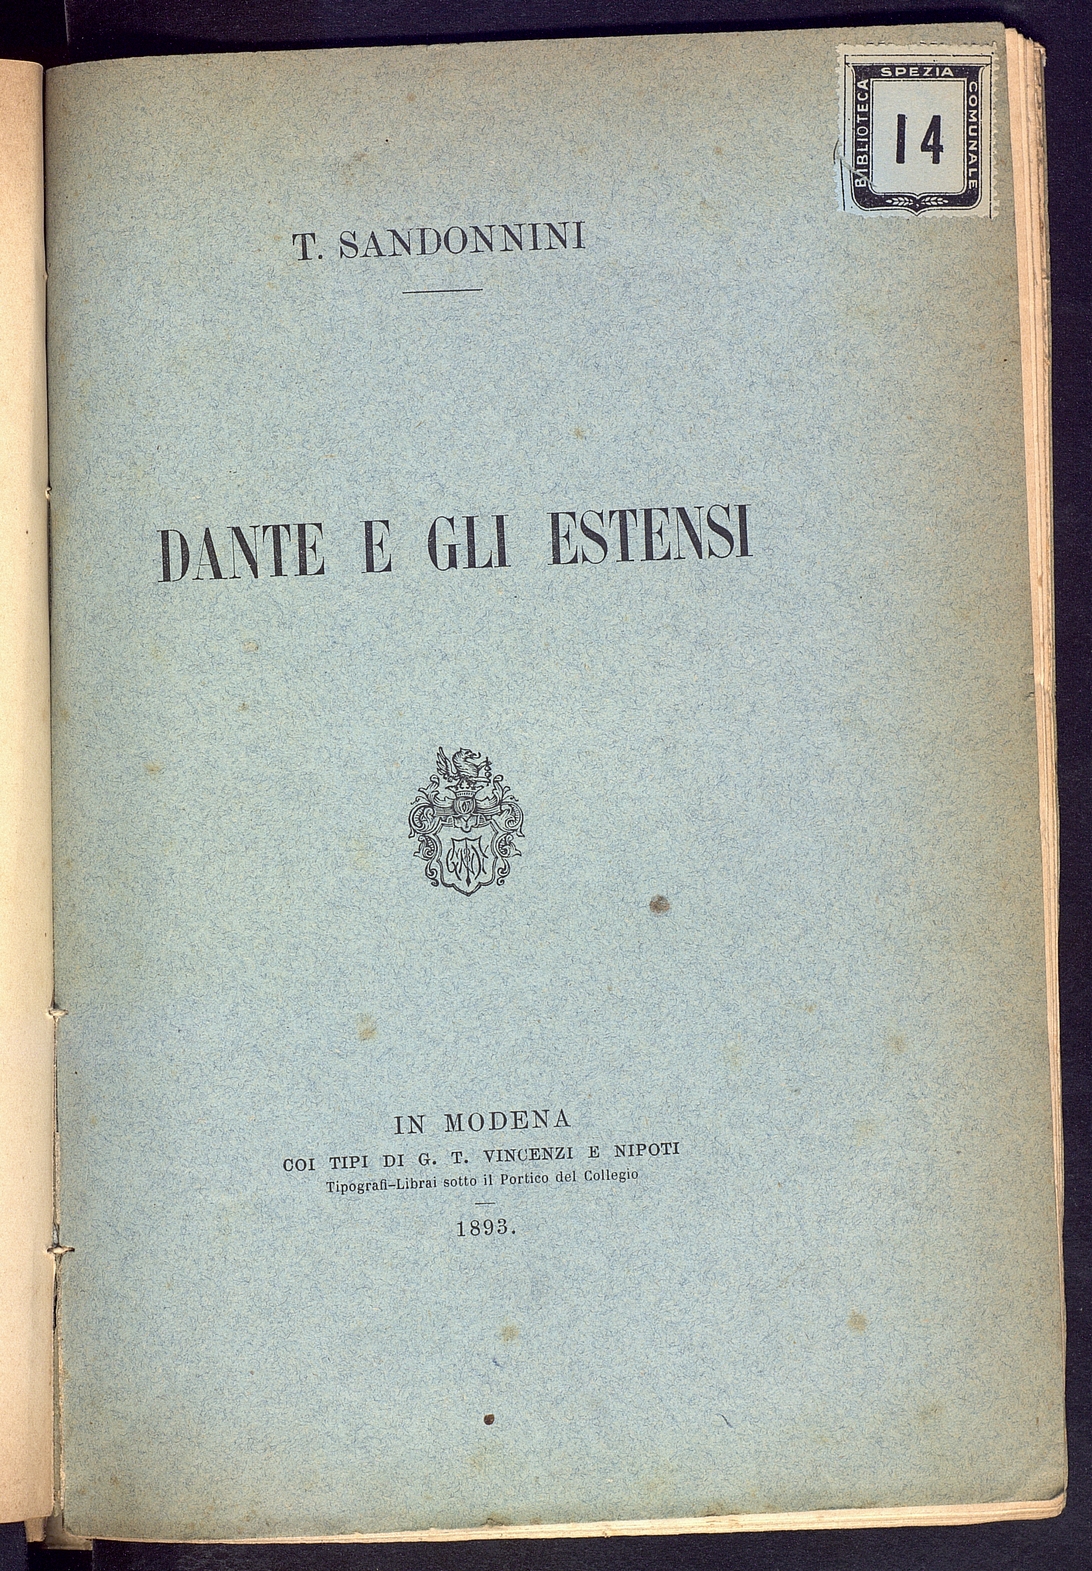 BIBLIOTECA SPEZIA COMUNALE
14
T. SANDONNINI
DANTE E GLI ESTENSI
IN MODENA
COI TIPI DI G. T. VINCENZI E NIPOTI
Tipografi-Librai sotto il Portico del Collegio
1893.